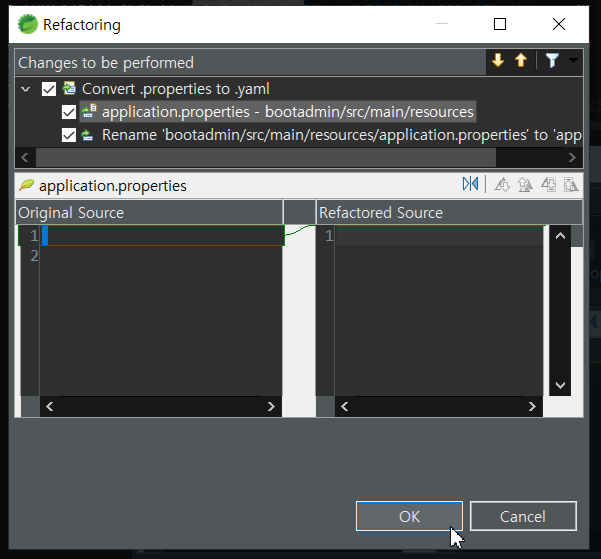 Refactoring
Changes to be performed
Convert .properties to .yaml
application.properties - bootadmin/src/main/resources
Rename 'bootadmin/src/main/resources/application.properties' to 'app
application.properties
Original Source
Refactored Source
1
2
1
OK
Cancel